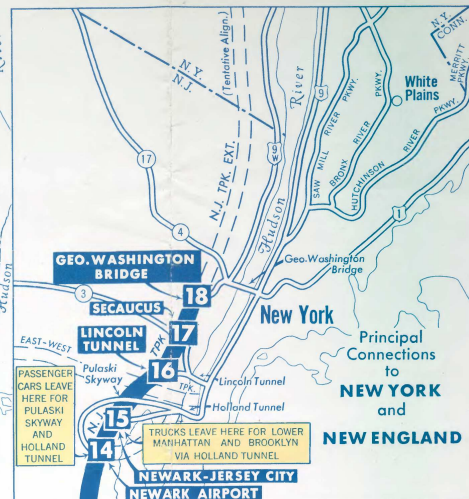 N.Y.
CONN.
MERRITT
PKWY.
N.Y.
N.J.
(Tentative Align.)
River
9
White
Plains
SAW MILL RIVER PKWY.
BRONX RIVER PKWY.
HUTCHINSON RIVER PKWY.
9W
17
N.J. TPK. EXT.
4
Hudson
1
GEO. WASHINGTON
BRIDGE
Geo. Washington
Bridge
18
Hudson
3
SECAUCUS
New York
17
LINCOLN
TUNNEL
TPK
EAST-WEST
TPK.
16
Pulaski
Skyway
Lincoln Tunnel
Holland Tunnel
Principal
Connections
to
NEW YORK
and
NEW ENGLAND
PASSENGER
CARS LEAVE
HERE FOR
PULASKI
SKYWAY
AND
HOLLAND
TUNNEL
N.J.
15
14
TRUCKS LEAVE HERE FOR LOWER
MANHATTAN AND BROOKLYN
VIA HOLLAND TUNNEL
NEWARK-JERSEY CITY
NEWARK AIRPORT